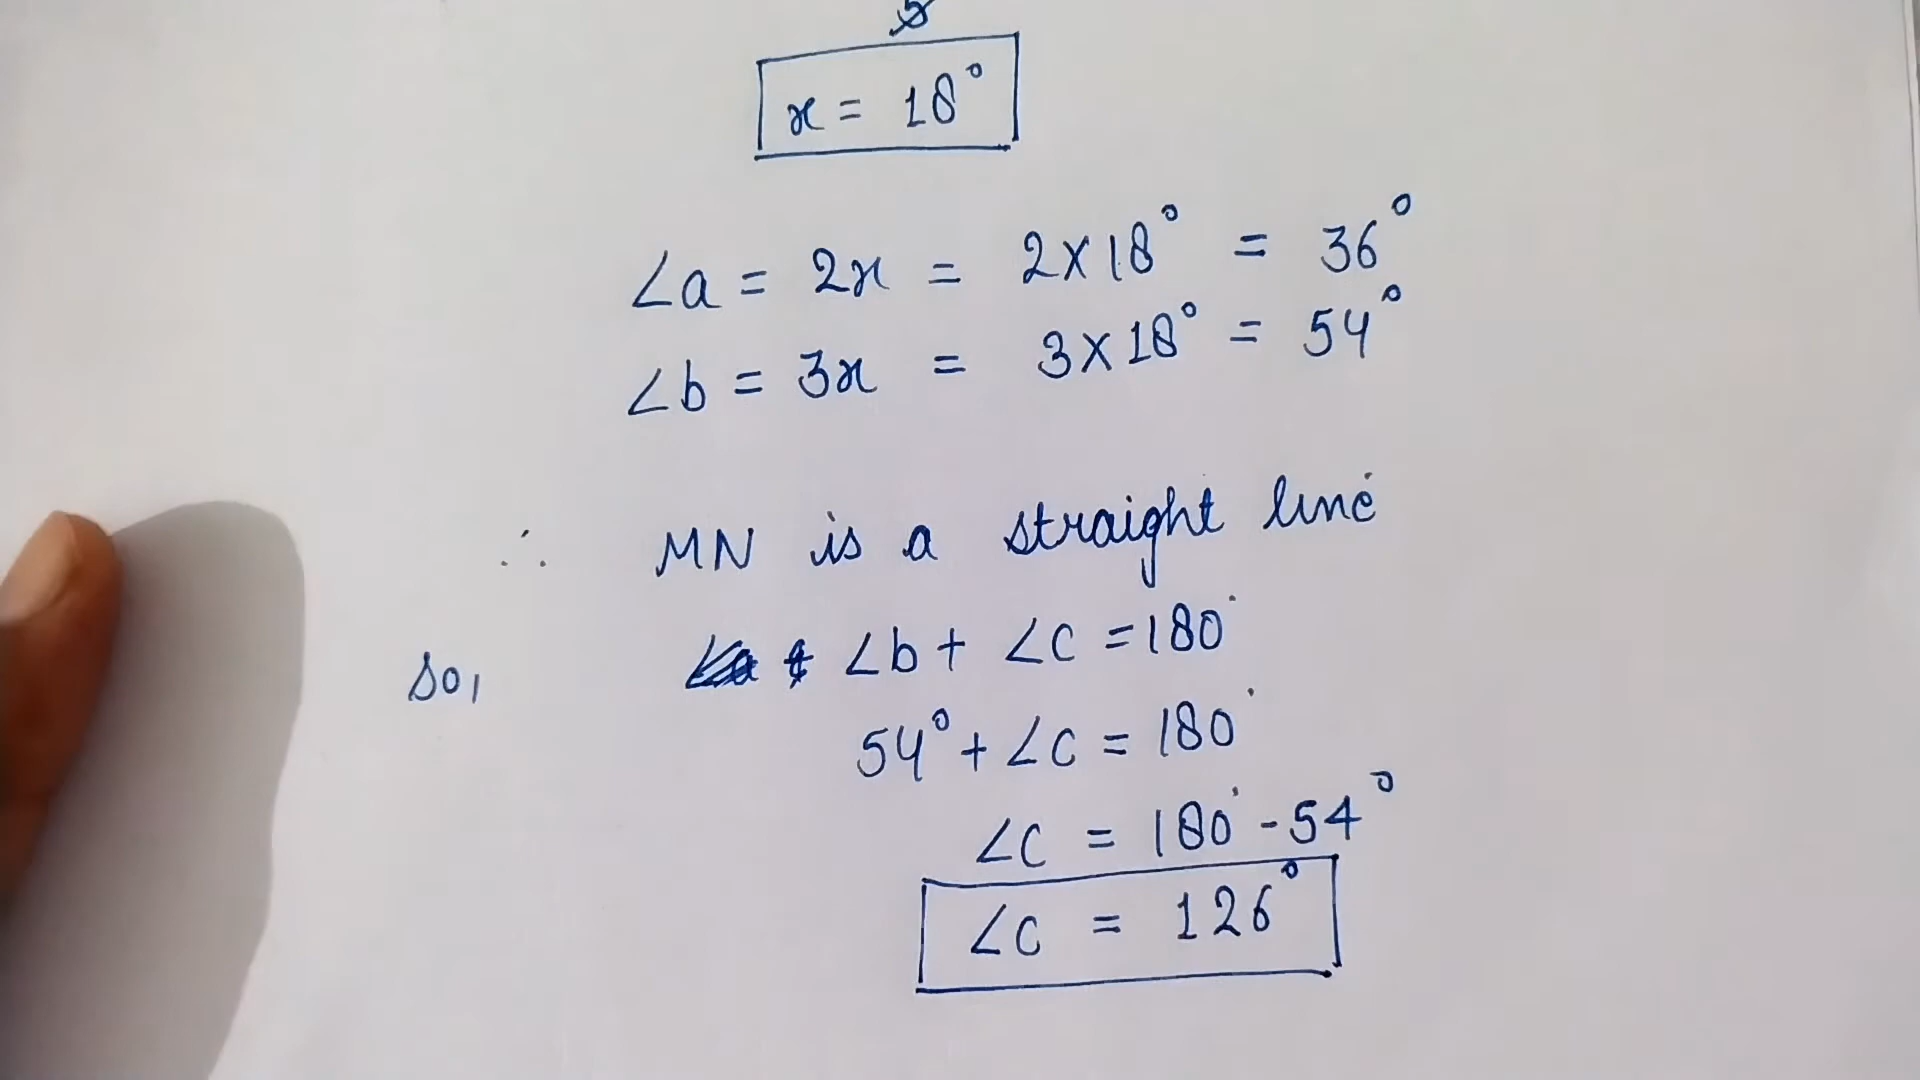 5
x = 18°
∠a = 2x = 2×18° = 36°
∠b = 3x = 3×18° = 54°
∴ MN is a straight line
So, ∠b + ∠c = 180°
54° + ∠c = 180°
∠c = 180° - 54°
∠c = 126°